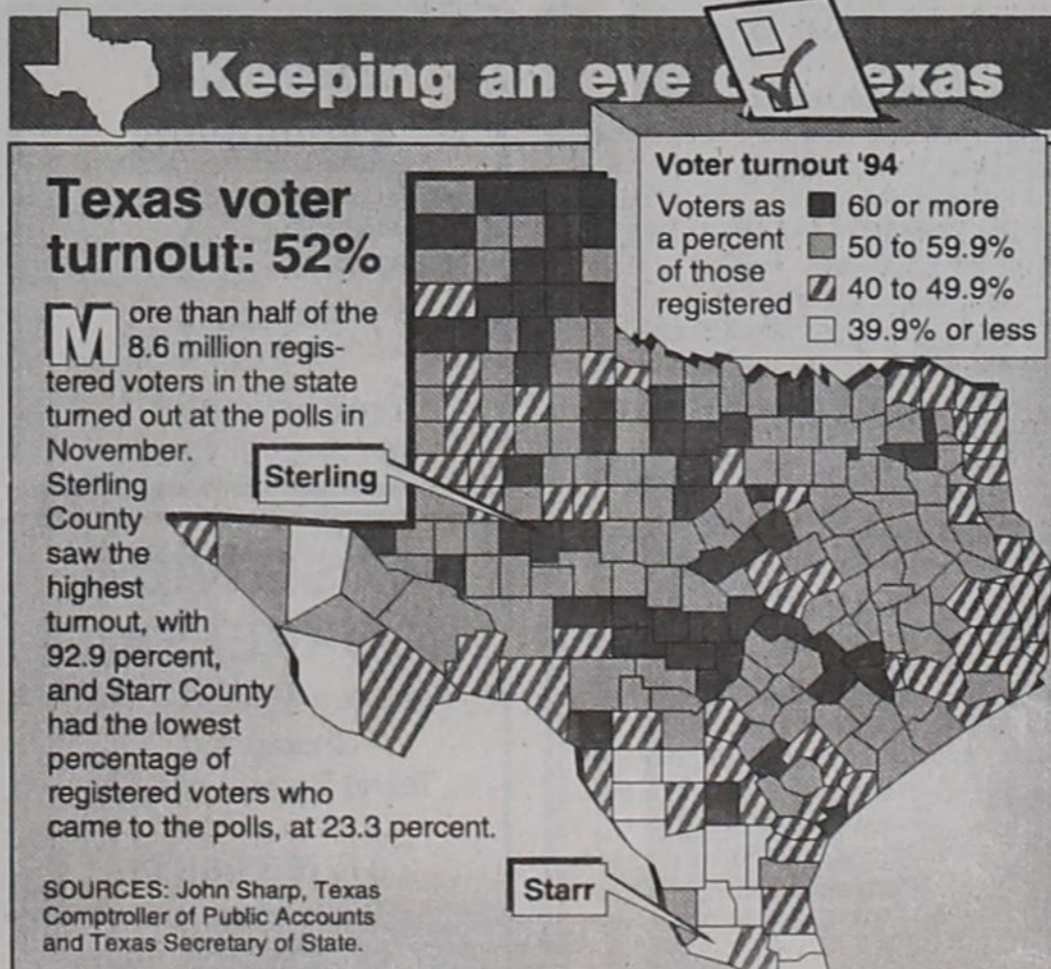 Keeping an eye o exas
Texas voter
turnout: 52%
More than half of the
8.6 million regis-
tered voters in the state
turned out at the polls in
November.
Sterling
County
saw the
highest
turnout, with
92.9 percent,
and Starr County
had the lowest
percentage of
registered voters who
came to the polls, at 23.3 percent.
SOURCES: John Sharp, Texas
Comptroller of Public Accounts
and Texas Secretary of State.
Voter turnout '94
Voters as
a percent
of those
registered
60 or more
50 to 59.9%
40 to 49.9%
39.9% or less
Sterling
Starr